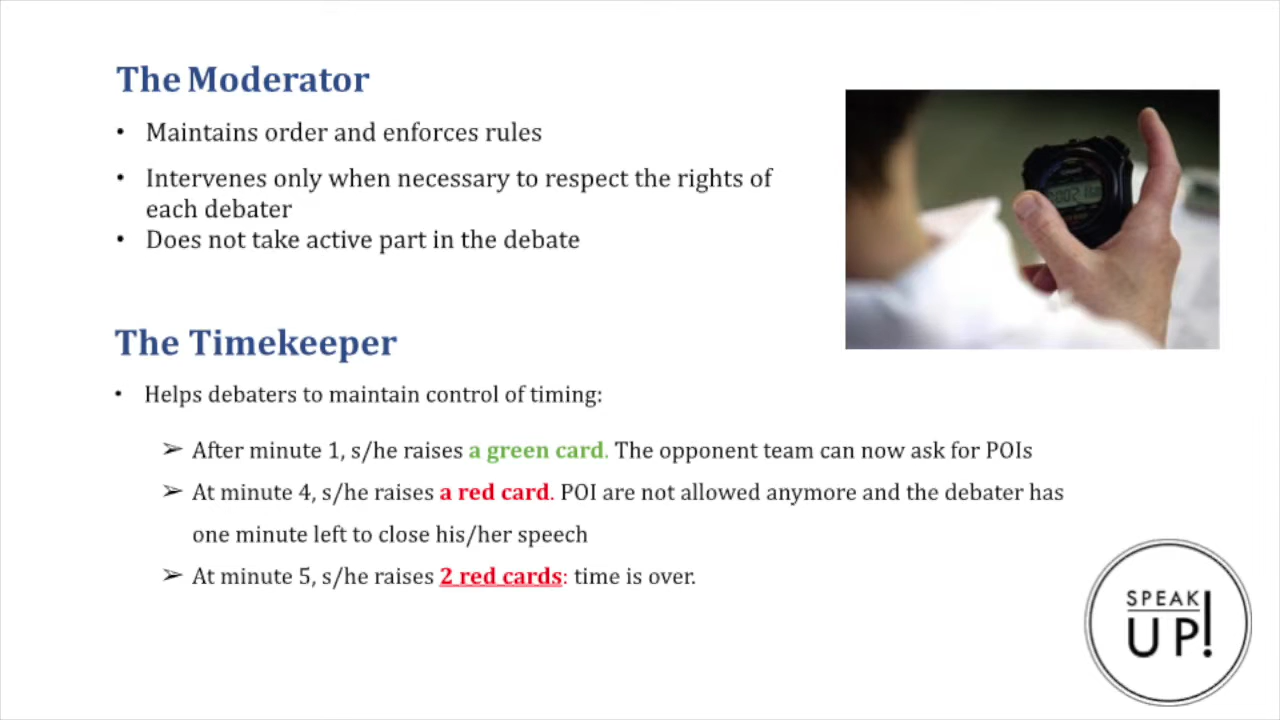 The Moderator
• Maintains order and enforces rules
• Intervenes only when necessary to respect the rights of
each debater
• Does not take active part in the debate
The Timekeeper
• Helps debaters to maintain control of timing:
➢ After minute 1, s/he raises a green card. The opponent team can now ask for POIs
➢ At minute 4, s/he raises a red card. POI are not allowed anymore and the debater has
one minute left to close his/her speech
➢ At minute 5, s/he raises 2 red cards: time is over.
SPEAK
UP!